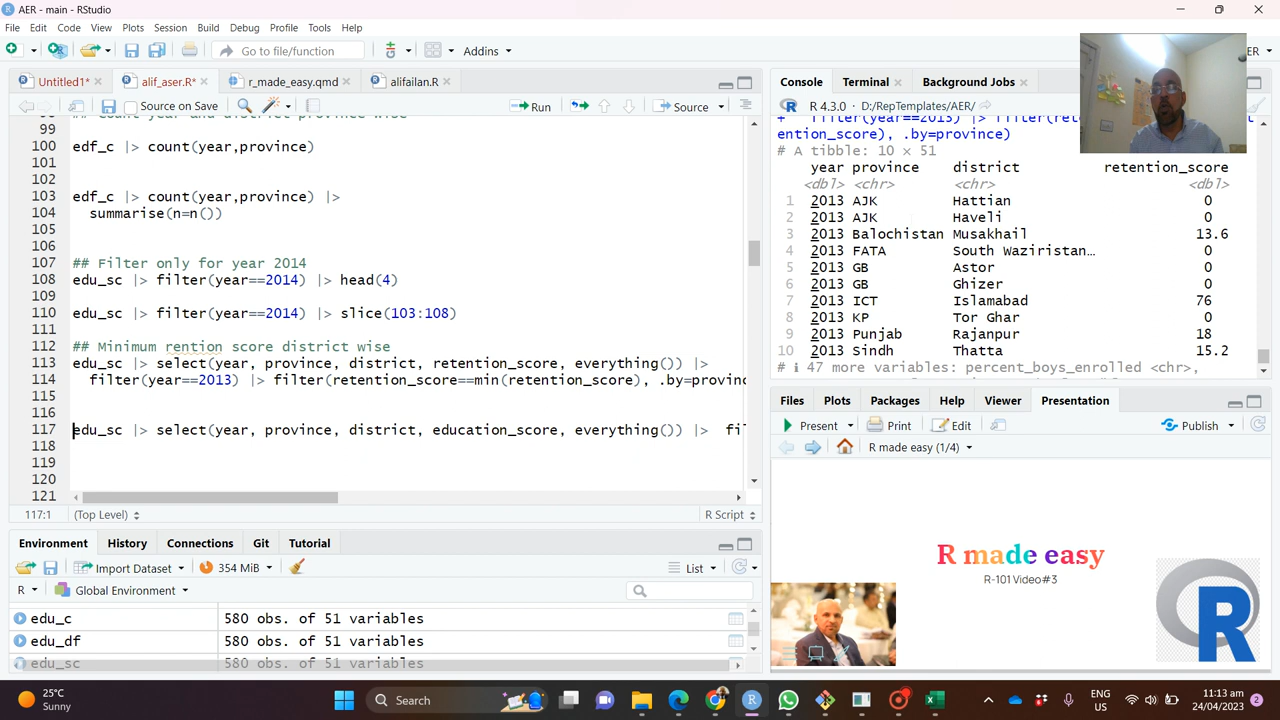 AER - main - RStudio
File Edit Code View Plots Session Build Debug Profile Tools Help
Go to file/function Addins
Untitled1* alif_aser.R* r_made_easy.qmd alifailan.R
Source on Save Run Source
99
100 edf_c |> count(year,province)
101
102
103 edf_c |> count(year,province) |>
104 summarise(n=n())
105
106
107 ## Filter only for year 2014
108 edu_sc |> filter(year==2014) |> head(4)
109
110 edu_sc |> filter(year==2014) |> slice(103:108)
111
112 ## Minimum rention score district wise
113 edu_sc |> select(year, province, district, retention_score, everything()) |>
114 filter(year==2013) |> filter(retention_score==min(retention_score), .by=provinc
115
116
117 edu_sc |> select(year, province, district, education_score, everything()) |> fil
118
119
120
121
117:1 (Top Level) R Script
Environment History Connections Git Tutorial
Import Dataset 354 MiB List
R Global Environment
edu_c 580 obs. of 51 variables
edu_df 580 obs. of 51 variables
edu_sc 580 obs. of 51 variables
Console Terminal Background Jobs
R 4.3.0 · D:/RepTemplates/AER/
+ filter(year==2013) |> filter(ret
ention_score), .by=province)
# A tibble: 10 × 51
year province district retention_score
<dbl> <chr> <chr> <dbl>
1 2013 AJK Hattian 0
2 2013 AJK Haveli 0
3 2013 Balochistan Musakhail 13.6
4 2013 FATA South Waziristan… 0
5 2013 GB Astor 0
6 2013 GB Ghizer 0
7 2013 ICT Islamabad 76
8 2013 KP Tor Ghar 0
9 2013 Punjab Rajanpur 18
10 2013 Sindh Thatta 15.2
# ℹ 47 more variables: percent_boys_enrolled <chr>,
Files Plots Packages Help Viewer Presentation
Present Print Edit Publish
R made easy (1/4)
R made easy
R-101 Video#3
R
25°C
Sunny
Search
ENG
US
11:13 am
24/04/2023
2